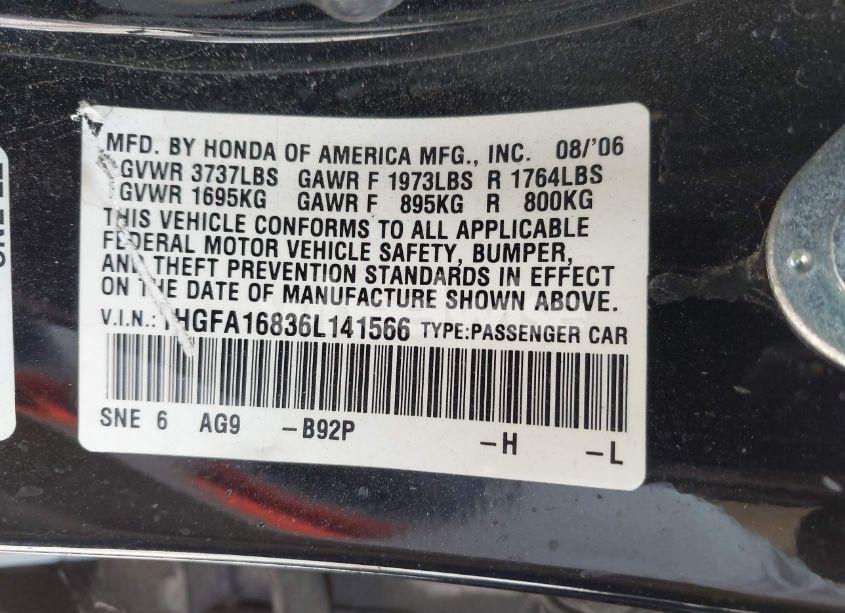 MFD. BY HONDA OF AMERICA MFG., INC. 08/'06
GVWR 3737LBS GAWR F 1973LBS R 1764LBS
GVWR 1695KG GAWR F 895KG R 800KG
THIS VEHICLE CONFORMS TO ALL APPLICABLE
FEDERAL MOTOR VEHICLE SAFETY, BUMPER,
AND THEFT PREVENTION STANDARDS IN EFFECT
ON THE DATE OF MANUFACTURE SHOWN ABOVE.
V.I.N.: 1HGFA16836L141566 TYPE:PASSENGER CAR
SNE 6 AG9 -B92P -H -L